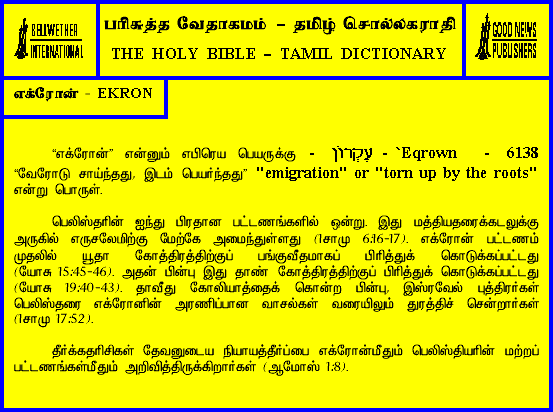 BELLWETHER
INTERNATIONAL
பரிசுத்த வேதாகமம் – தமிழ் சொல்லகராதி
THE HOLY BIBLE – TAMIL DICTIONARY
GOOD NEWS
PUBLISHERS
எக்ரோன் - EKRON
“எக்ரோன்” என்னும் எபிரெய பெயருக்கு - עֶקְרוֹן - `Eqrown - 6138
“வேரோடு சாய்ந்தது, இடம் பெயர்ந்தது” "emigration" or "torn up by the roots"
என்று பொருள்.
பெலிஸ்தரின் ஐந்து பிரதான பட்டணங்களில் ஒன்று. இது மத்தியதரைக்கடலுக்கு
அருகில் எருசலேமிற்கு மேற்கே அமைந்துள்ளது (1சாமு 6:16-17). எக்ரோன் பட்டணம்
முதலில் யூதா கோத்திரத்திற்குப் பங்குவீதமாகப் பிரித்துக் கொடுக்கப்பட்டது
(யோசு 15:45-46). அதன் பின்பு இது தாண் கோத்திரத்திற்குப் பிரித்துக் கொடுக்கப்பட்டது
(யோசு 19:40-43). தாவீது கோலியாத்தைக் கொன்ற பின்பு, இஸ்ரவேல் புத்திரர்கள்
பெலிஸ்தரை எக்ரோனின் அரணிப்பான வாசல்கள் வரையிலும் துரத்திச் சென்றார்கள்
(1சாமு 17:52).
தீர்க்கதரிசிகள் தேவனுடைய நியாயத்தீர்ப்பை எக்ரோன்மீதும் பெலிஸ்தியரின் மற்றப்
பட்டணங்கள்மீதும் அறிவித்திருக்கிறார்கள் (ஆமோஸ் 1:8).